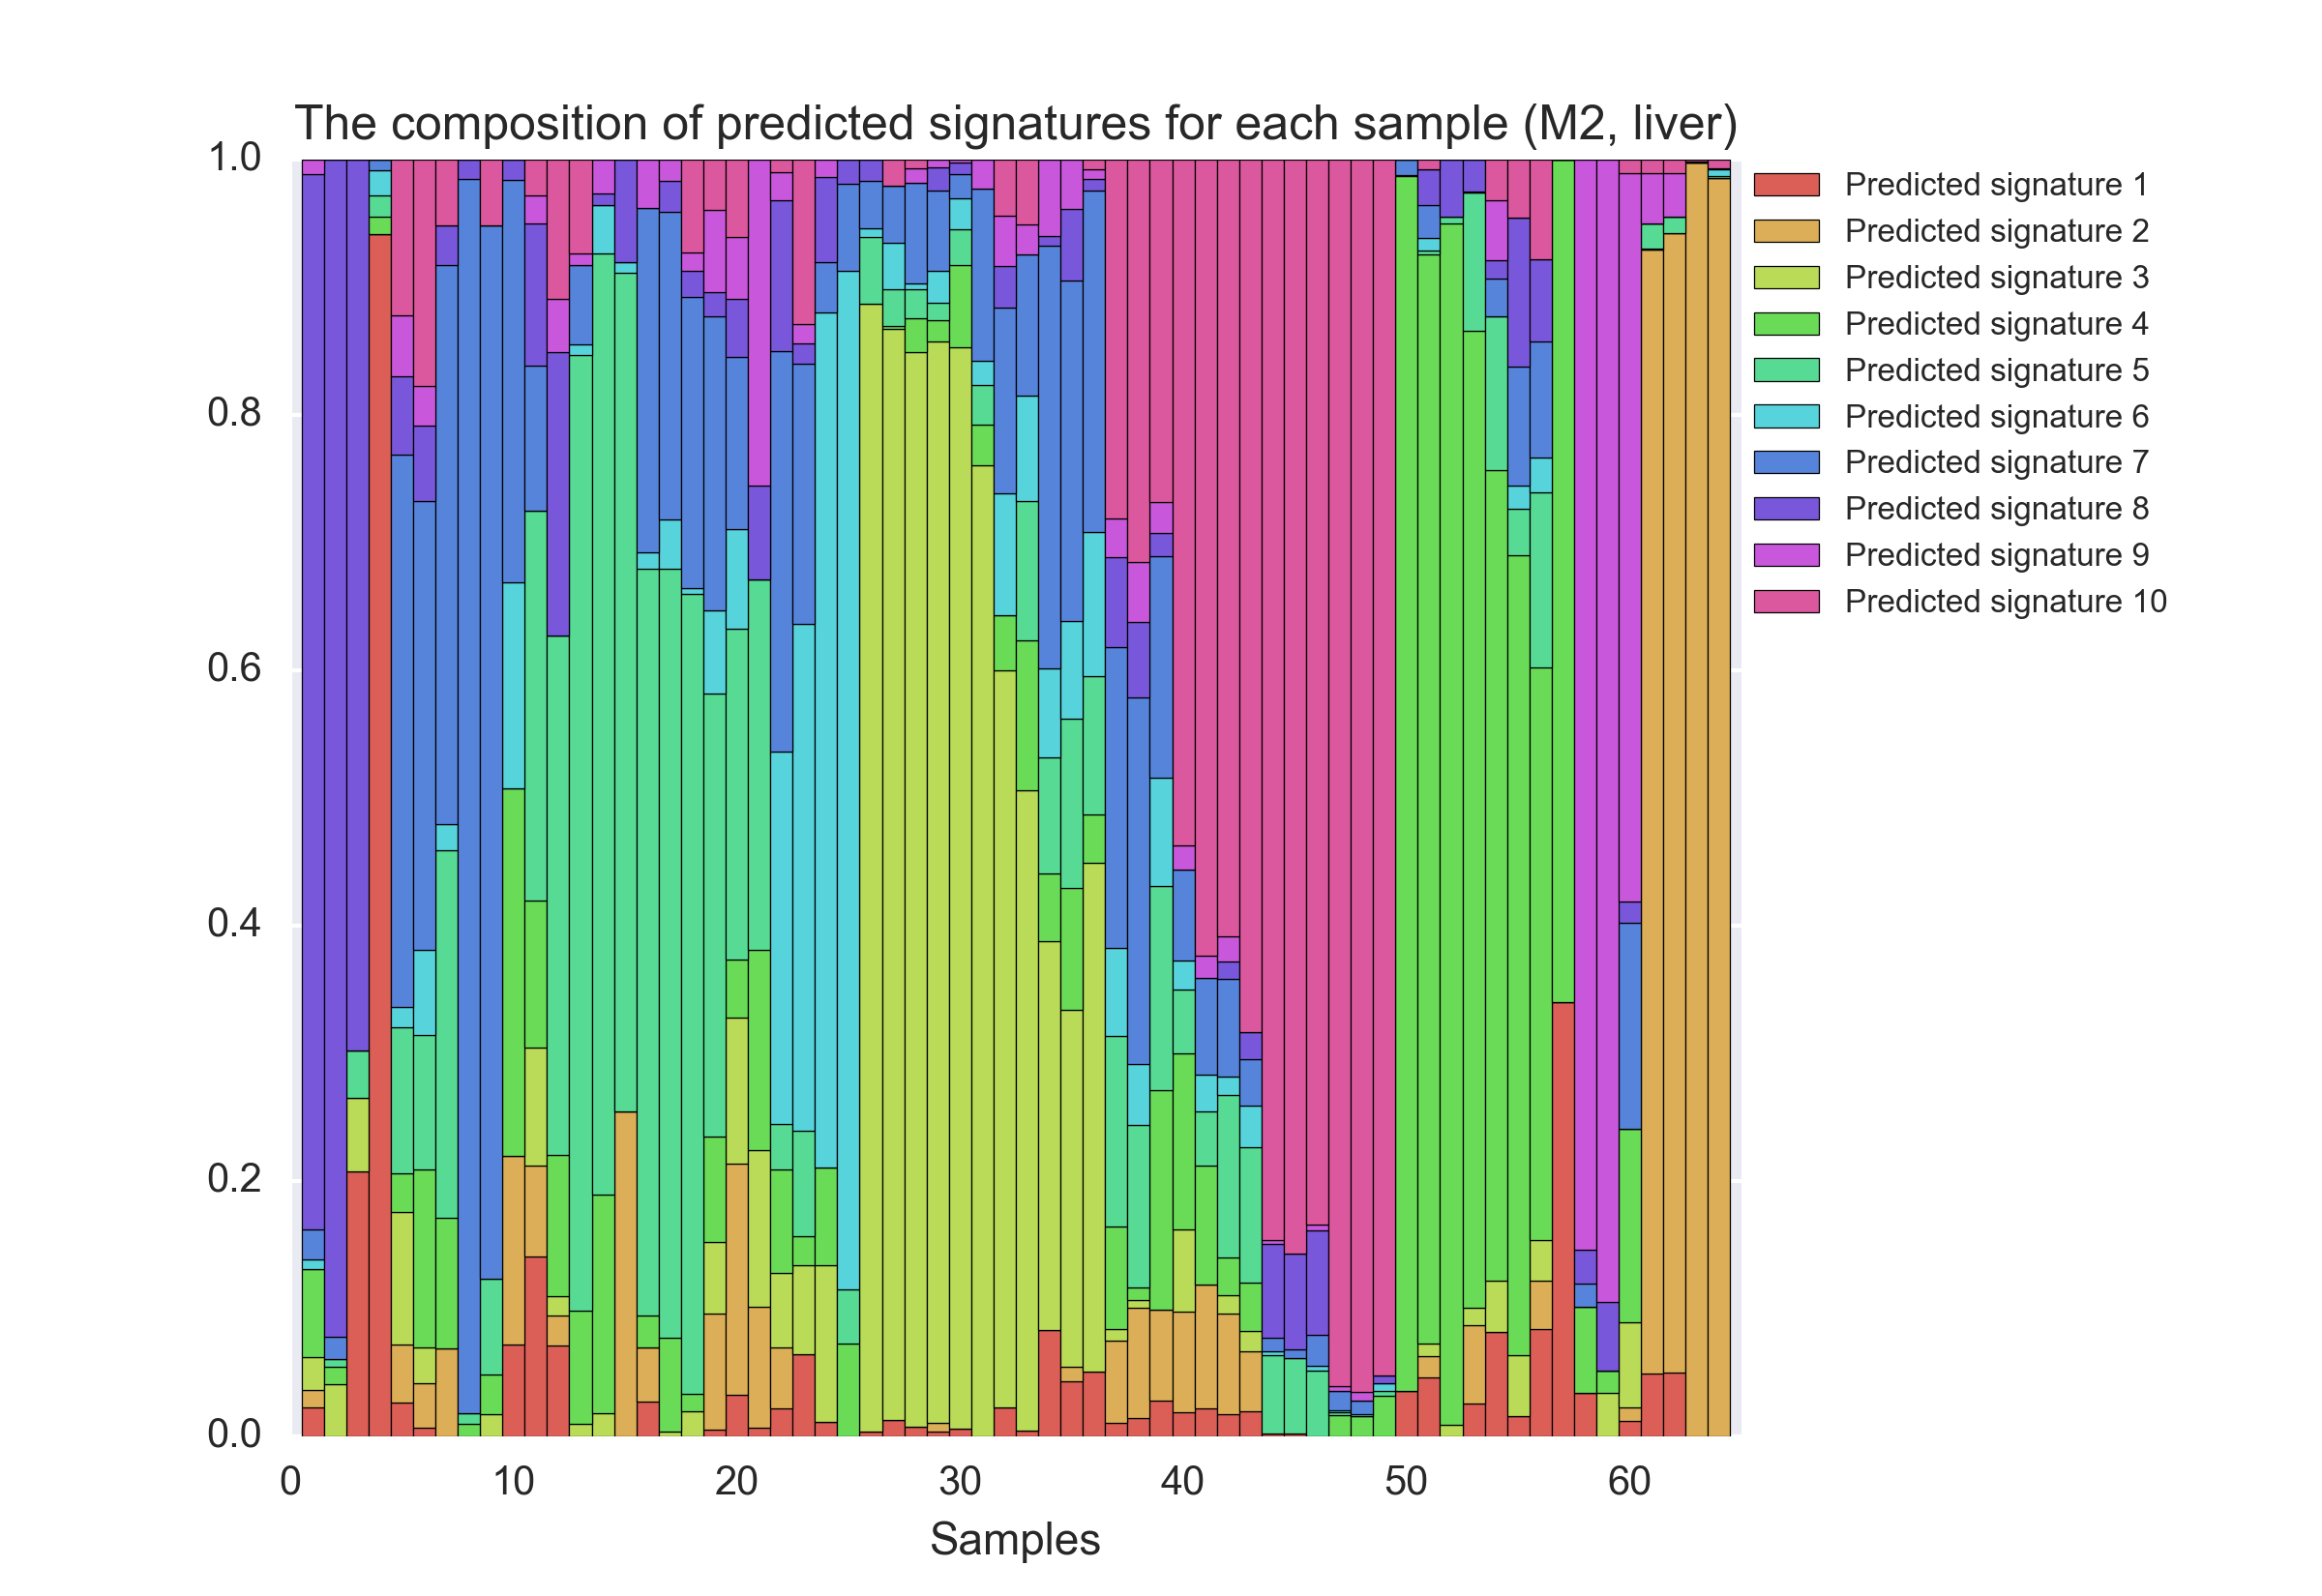 The composition of predicted signatures for each sample (M2, liver)
1.0
0.8
0.6
0.4
0.2
0.0
0 10 20 30 40 50 60
Samples
Predicted signature 1
Predicted signature 2
Predicted signature 3
Predicted signature 4
Predicted signature 5
Predicted signature 6
Predicted signature 7
Predicted signature 8
Predicted signature 9
Predicted signature 10